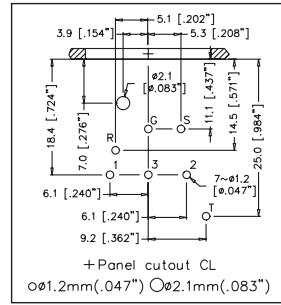 5.1 [.202"]
3.9 [.154"] 5.3 [.208"]
ø2.1
[ø.083"]
18.4 [.724"]
7.0 [.276"]
11.1 [.437"]
14.5 [.571"]
25.0 [.984"]
G S
R
1 3 2
6.1 [.240"]
7~ø1.2
[ø.047"]
6.1 [.240"]
T
9.2 [.362"]
+Panel cutout CL
oø1.2mm(.047") Oø2.1mm(.083")